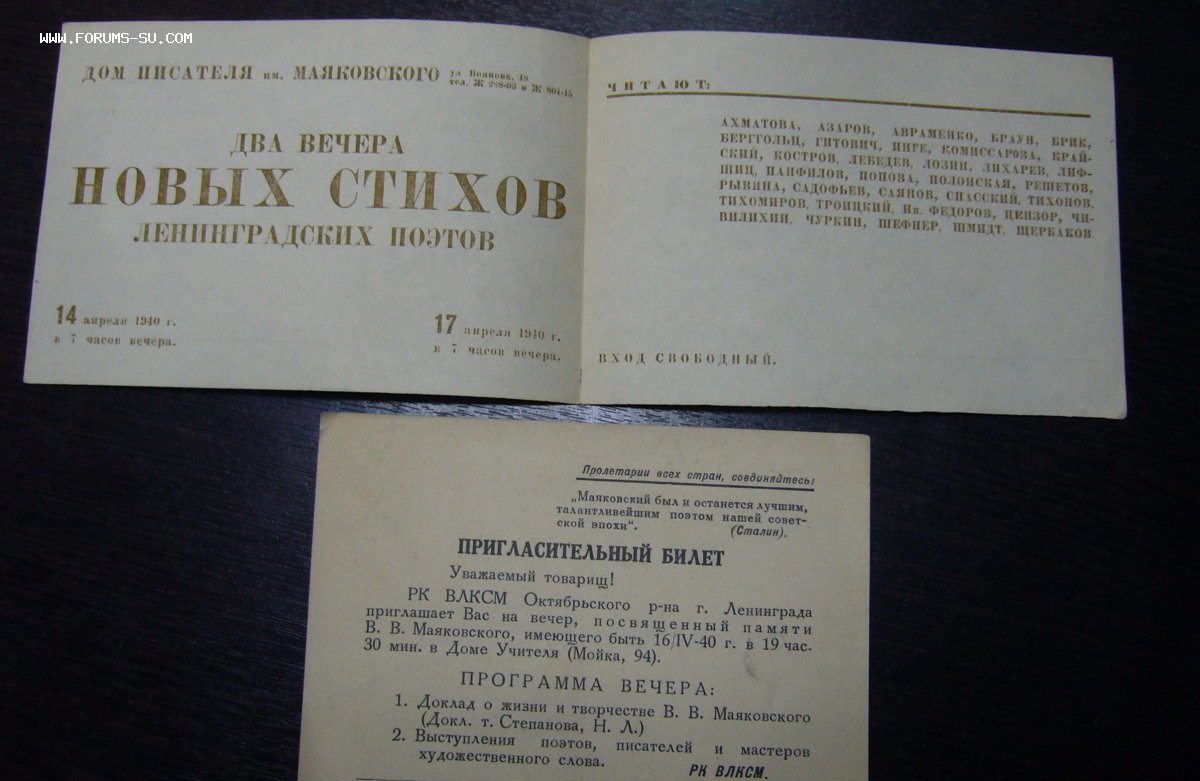 www.FORUMS-SU.COM
ДОМ ПИСАТЕЛЯ им. МАЯКОВСКОГО
ул Воинова, 18
тел. Ж 288-03 и Ж 804-45
ДВА ВЕЧЕРА
НОВЫХ СТИХОВ
ЛЕНИНГРАДСКИХ ПОЭТОВ
14 апреля 1940 г.
в 7 часов вечера.
17 апреля 1940 г.
в 7 часов вечера.
ЧИТАЮТ:
АХМАТОВА, АЗАРОВ, АВРАМЕНКО, БРАУН, БРИК,
БЕРГГОЛЬЦ, ГИТОВИЧ, ИНГЕ, КОМИССАРОВА, КРАЙ-
СКИЙ, КОСТРОВ, ЛЕБЕДЕВ, ЛОЗИН, ЛИХАРЕВ, ЛИФ-
ШИЦ, ПАНФИЛОВ, ПОПОВА, ПОЛОНСКАЯ, РЕШЕТОВ,
РЫВИНА, САДОФЬЕВ, САЯНОВ, СПАССКИЙ, ТИХОНОВ,
ТИХОМИРОВ, ТРОИЦКИЙ, Ив. ФЕДОРОВ, ЦЕНЗОР, ЧИ-
ВИЛИХИН, ЧУРКИН, ШЕФНЕР, ШМИДТ, ЩЕРБАКОВ
ВХОД СВОБОДНЫЙ.
Пролетарии всех стран, соединяйтесь!
„Маяковский был и останется лучшим,
талантливейшим поэтом нашей совет-
ской эпохи“.
(Сталин).
ПРИГЛАСИТЕЛЬНЫЙ БИЛЕТ
Уважаемый товарищ!
РК ВЛКСМ Октябрьского р-на г. Ленинграда
приглашает Вас на вечер, посвященный памяти
В. В. Маяковского, имеющего быть 16/IV-40 г. в 19 час.
30 мин. в Доме Учителя (Мойка, 94).
ПРОГРАММА ВЕЧЕРА:
1. Доклад о жизни и творчестве В. В. Маяковского
(Докл. т. Степанова, Н. Л.)
2. Выступления поэтов, писателей и мастеров
художественного слова.
РК ВЛКСМ.